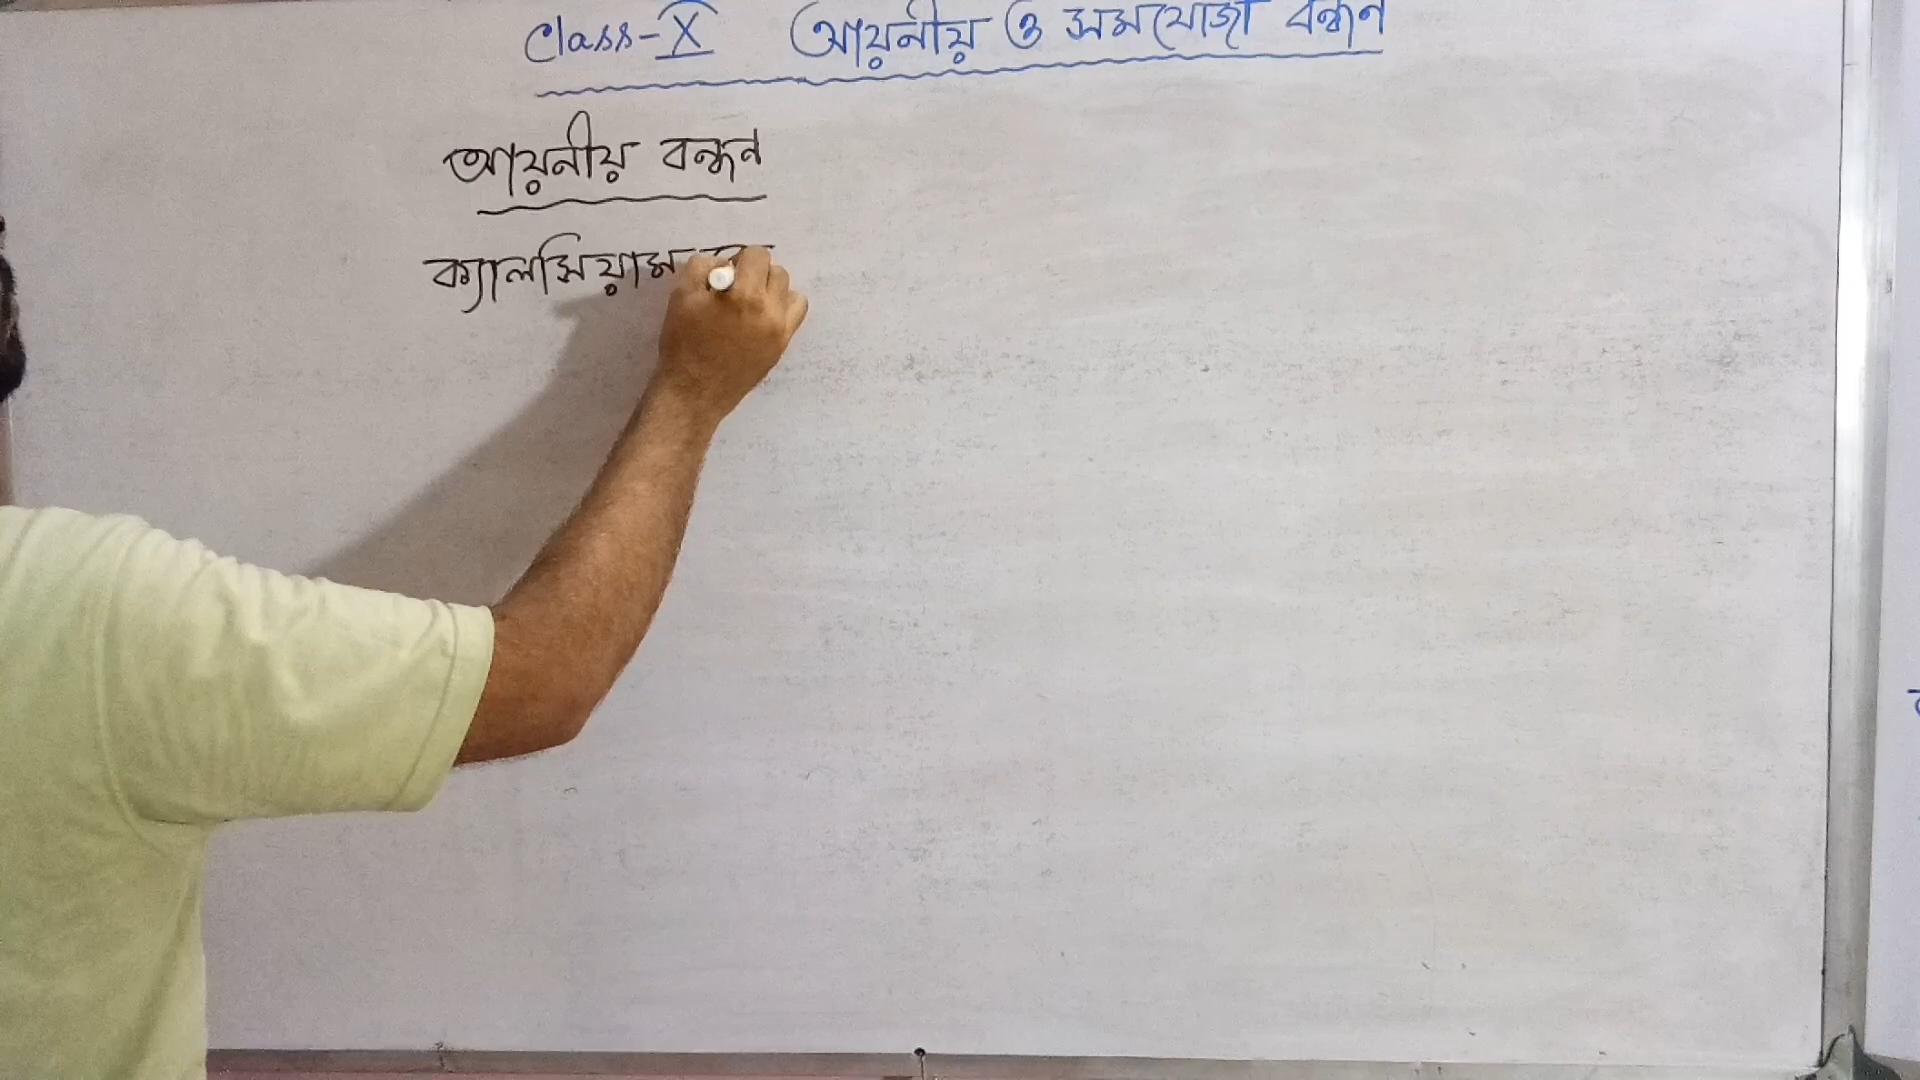 Class-X আয়নীয় ও সমযোজী বন্ধন
আয়নীয় বন্ধন
ক্যালসিয়াম